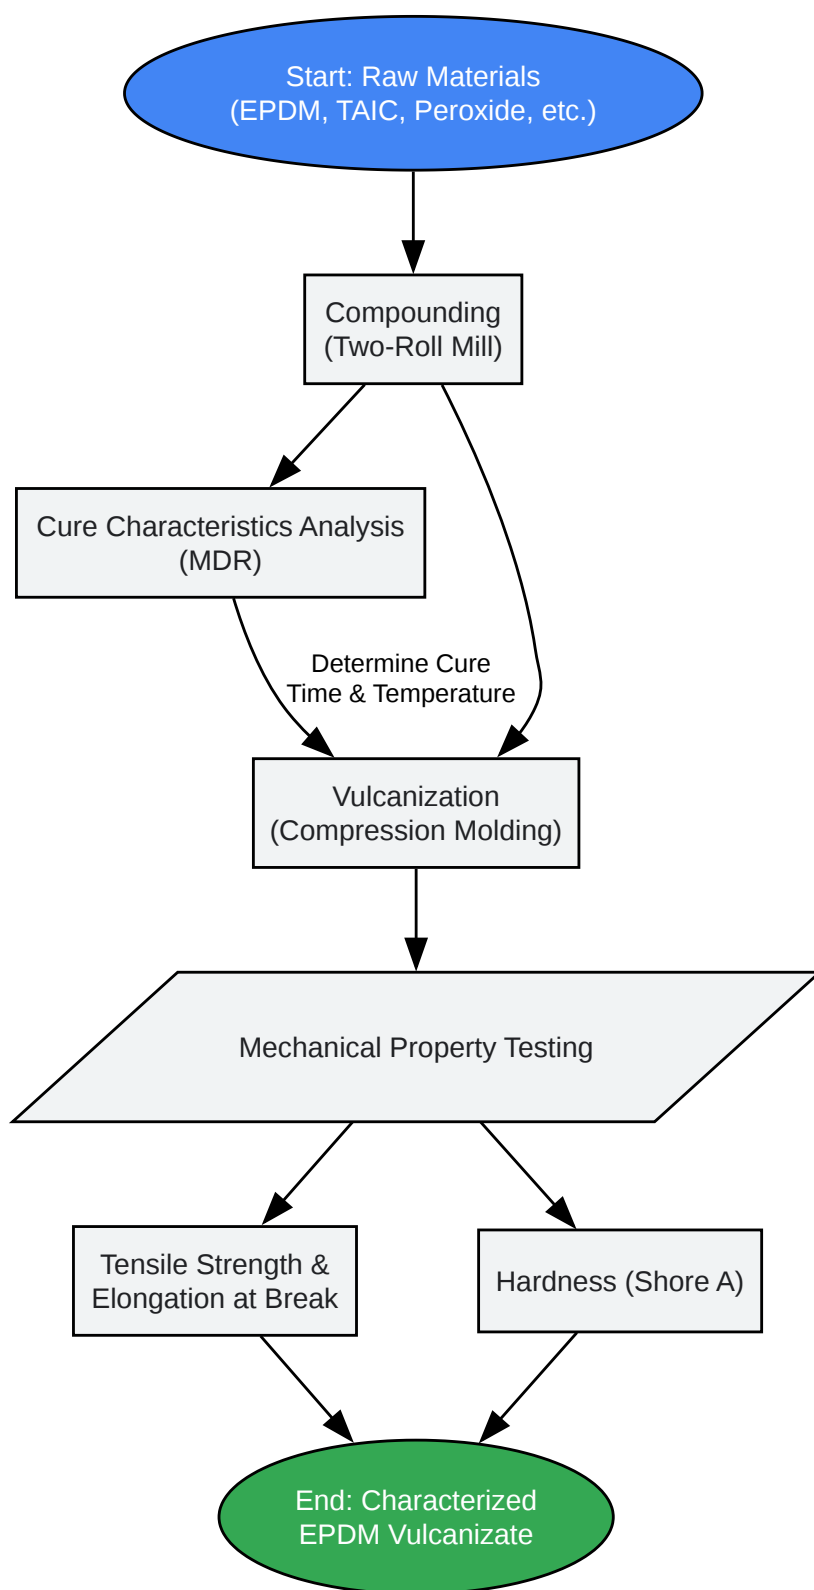 Start: Raw Materials
(EPDM, TAIC, Peroxide, etc.)
Compounding
(Two-Roll Mill)
Cure Characteristics Analysis
(MDR)
Determine Cure
Time & Temperature
Vulcanization
(Compression Molding)
Mechanical Property Testing
Tensile Strength &
Elongation at Break
Hardness (Shore A)
End: Characterized
EPDM Vulcanizate